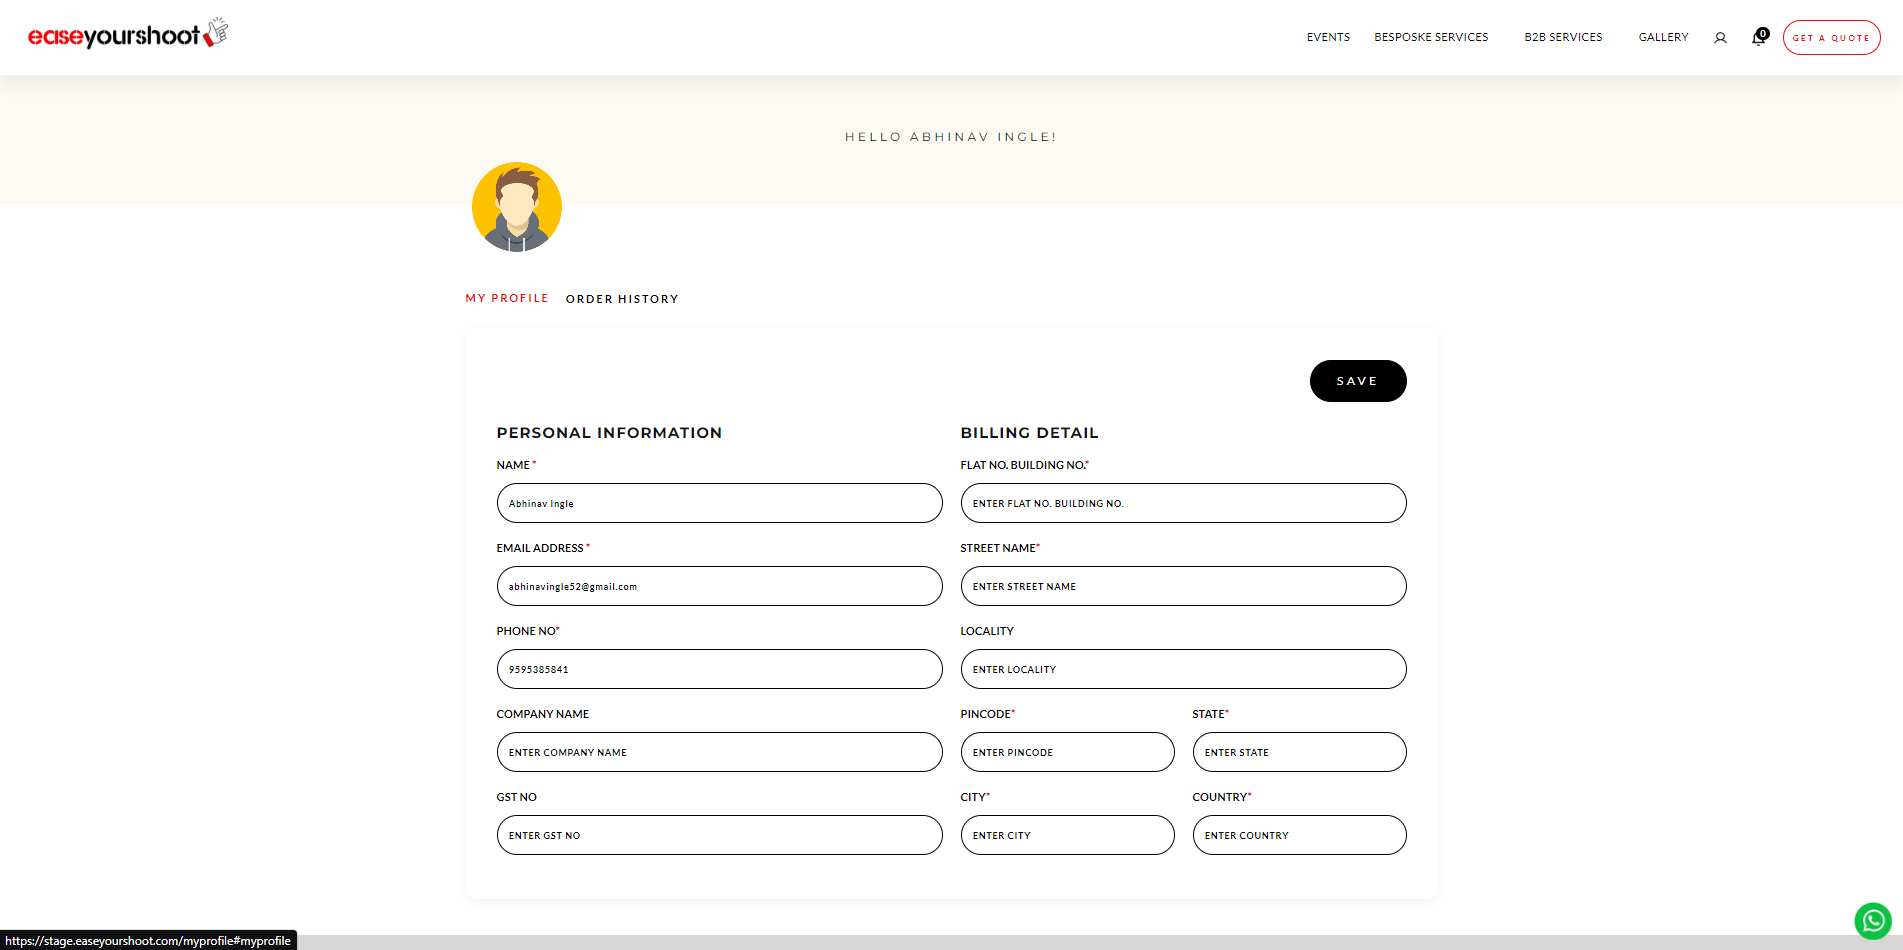 easeyourshoot
EVENTS
BESPOKE SERVICES
B2B SERVICES
GALLERY
0
GET A QUOTE
HELLO ABHINAV INGLE!
MY PROFILE
ORDER HISTORY
SAVE
PERSONAL INFORMATION
BILLING DETAIL
NAME *
FLAT NO. BUILDING NO.*
Abhinav Ingle
ENTER FLAT NO. BUILDING NO.
EMAIL ADDRESS *
STREET NAME*
abhinavingle52@gmail.com
ENTER STREET NAME
PHONE NO*
LOCALITY
9595385841
ENTER LOCALITY
COMPANY NAME
PINCODE*
STATE*
ENTER COMPANY NAME
ENTER PINCODE
ENTER STATE
GST NO
CITY*
COUNTRY*
ENTER GST NO
ENTER CITY
ENTER COUNTRY
https://stage.easeyourshoot.com/myprofile#myprofile